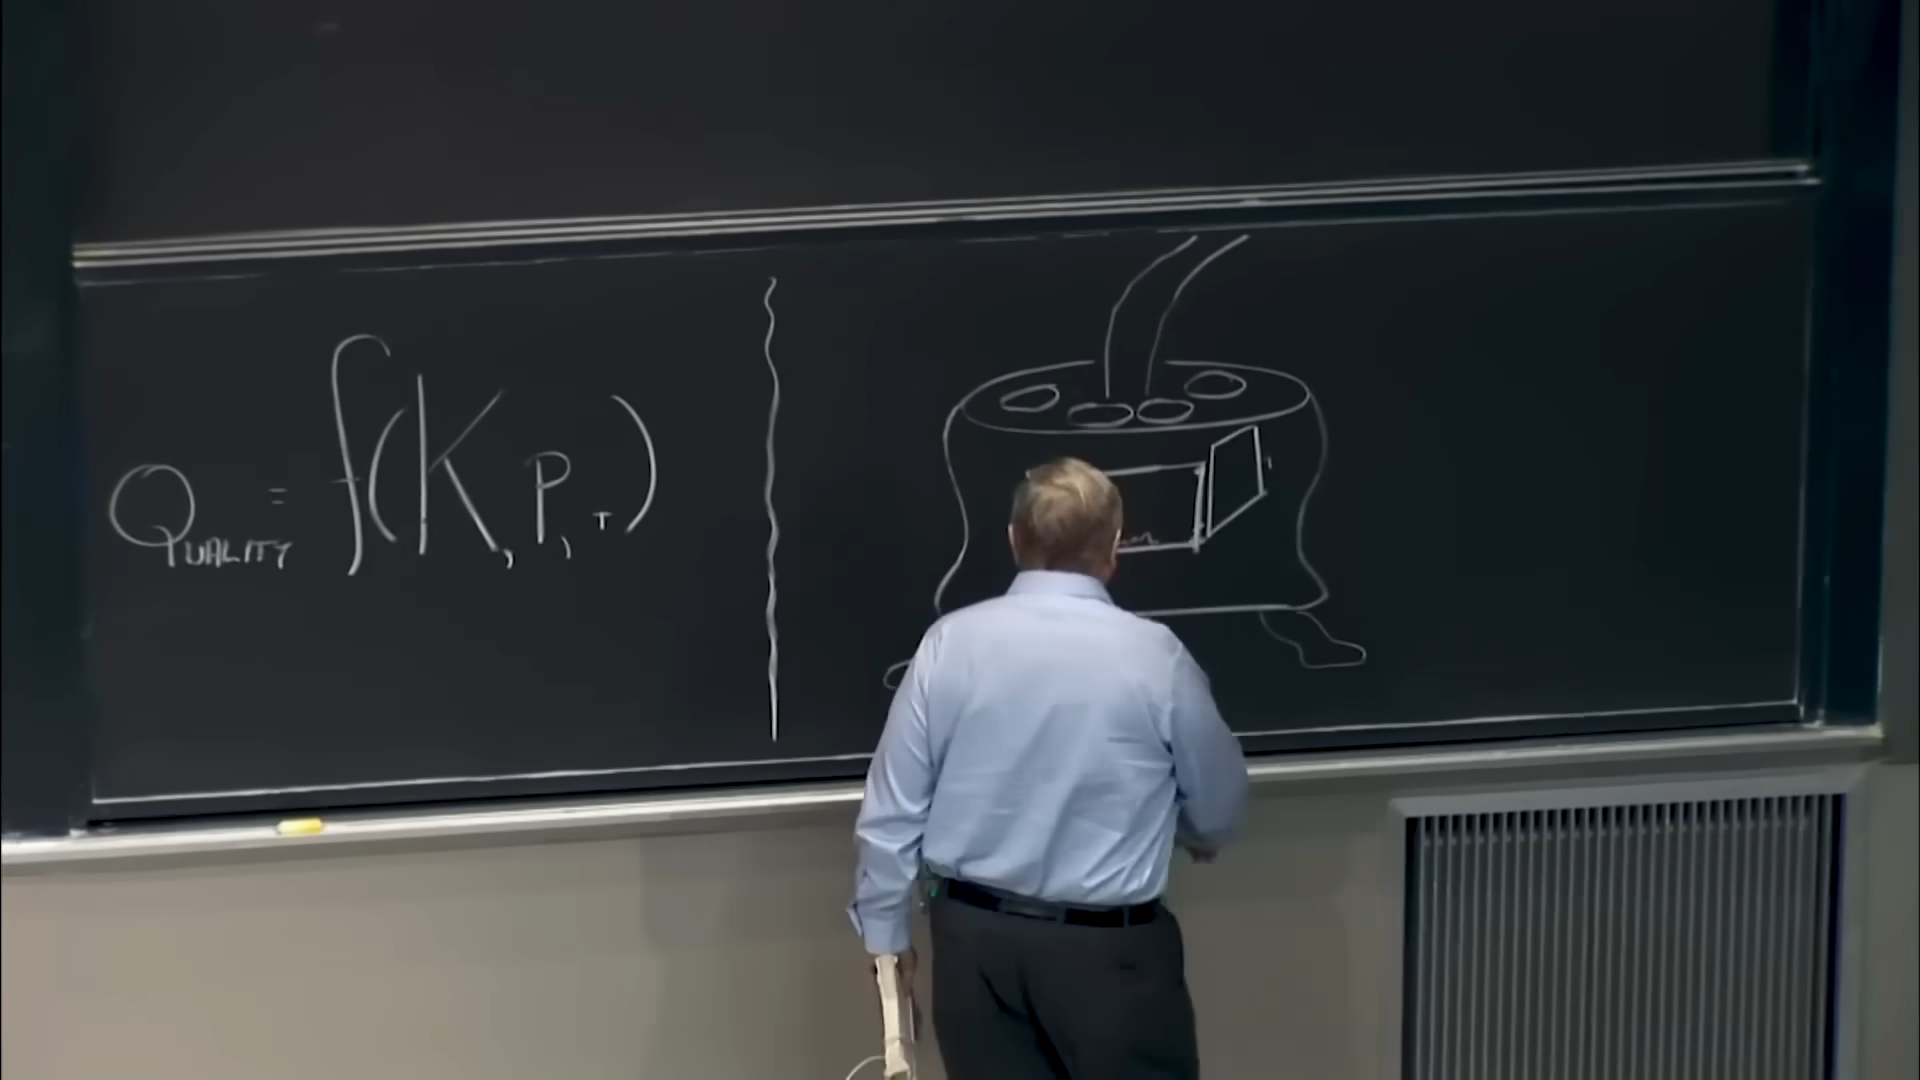 QUALITY = f(K, P, T)